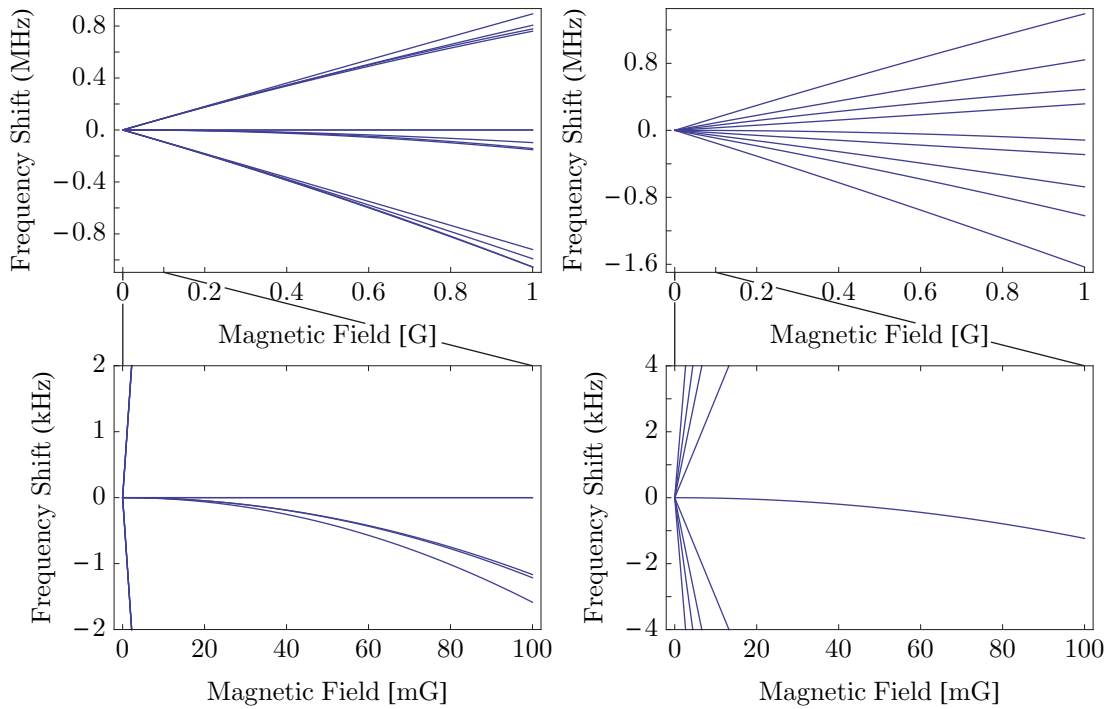 Frequency Shift (MHz)
0.8
0.4
0.
−0.4
−0.8
0 0.2 0.4 0.6 0.8 1
Magnetic Field [G]
Frequency Shift (MHz)
0.8
0.
−0.8
−1.6
0 0.2 0.4 0.6 0.8 1
Magnetic Field [G]
Frequency Shift (kHz)
2
1
0
−1
−2
0 20 40 60 80 100
Magnetic Field [mG]
Frequency Shift (kHz)
4
2
0
−2
−4
0 20 40 60 80 100
Magnetic Field [mG]